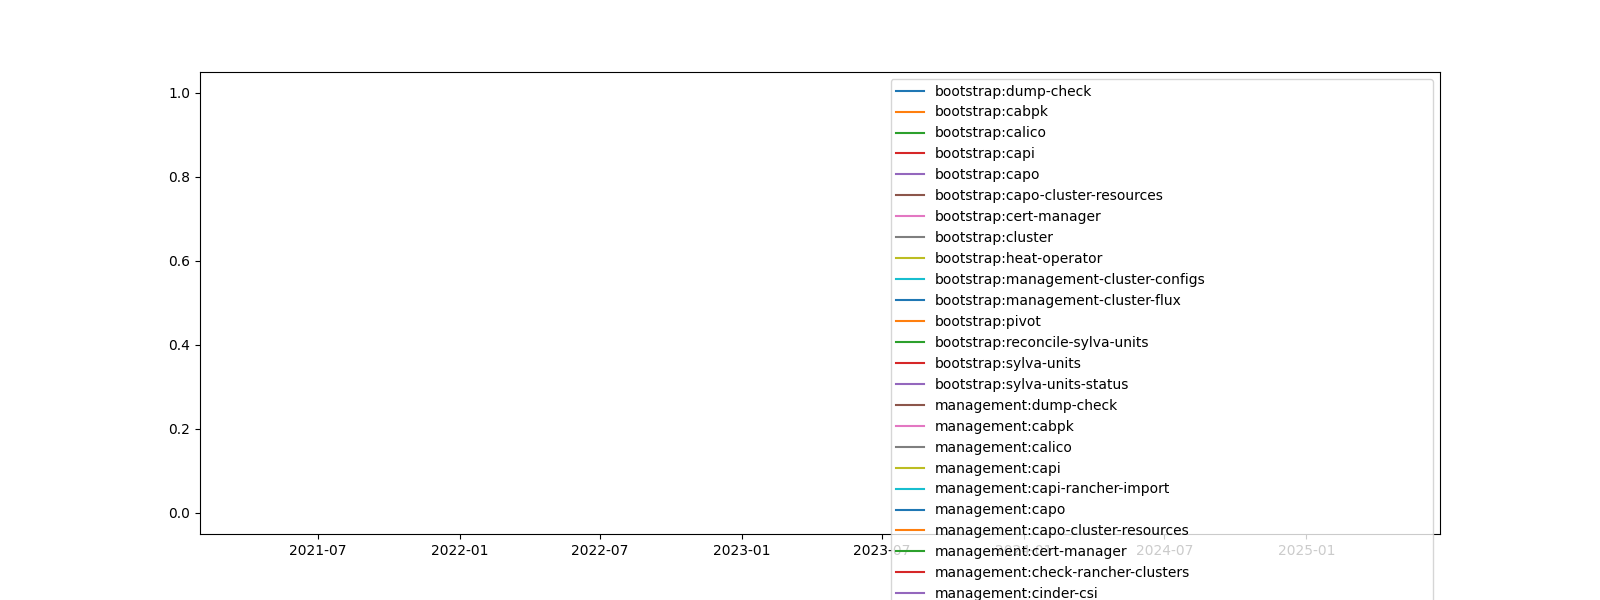 1.0
0.8
0.6
0.4
0.2
0.0
2021-07
2022-01
2022-07
2023-01
2023-07
2024-01
2024-07
2025-01
bootstrap:dump-check
bootstrap:cabpk
bootstrap:calico
bootstrap:capi
bootstrap:capo
bootstrap:capo-cluster-resources
bootstrap:cert-manager
bootstrap:cluster
bootstrap:heat-operator
bootstrap:management-cluster-configs
bootstrap:management-cluster-flux
bootstrap:pivot
bootstrap:reconcile-sylva-units
bootstrap:sylva-units
bootstrap:sylva-units-status
management:dump-check
management:cabpk
management:calico
management:capi
management:capi-rancher-import
management:capo
management:capo-cluster-resources
management:cert-manager
management:check-rancher-clusters
management:cinder-csi